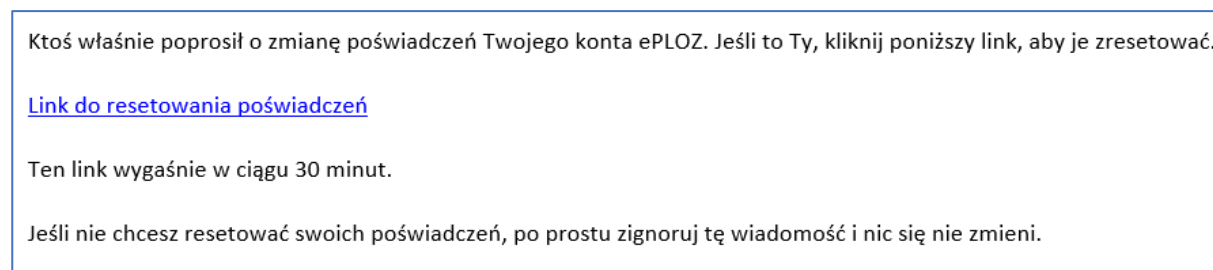 Ktoś właśnie poprosił o zmianę poświadczeń Twojego konta ePLOZ. Jeśli to Ty, kliknij poniższy link, aby je zresetować.
Link do resetowania poświadczeń
Ten link wygaśnie w ciągu 30 minut.
Jeśli nie chcesz resetować swoich poświadczeń, po prostu zignoruj tę wiadomość i nic się nie zmieni.